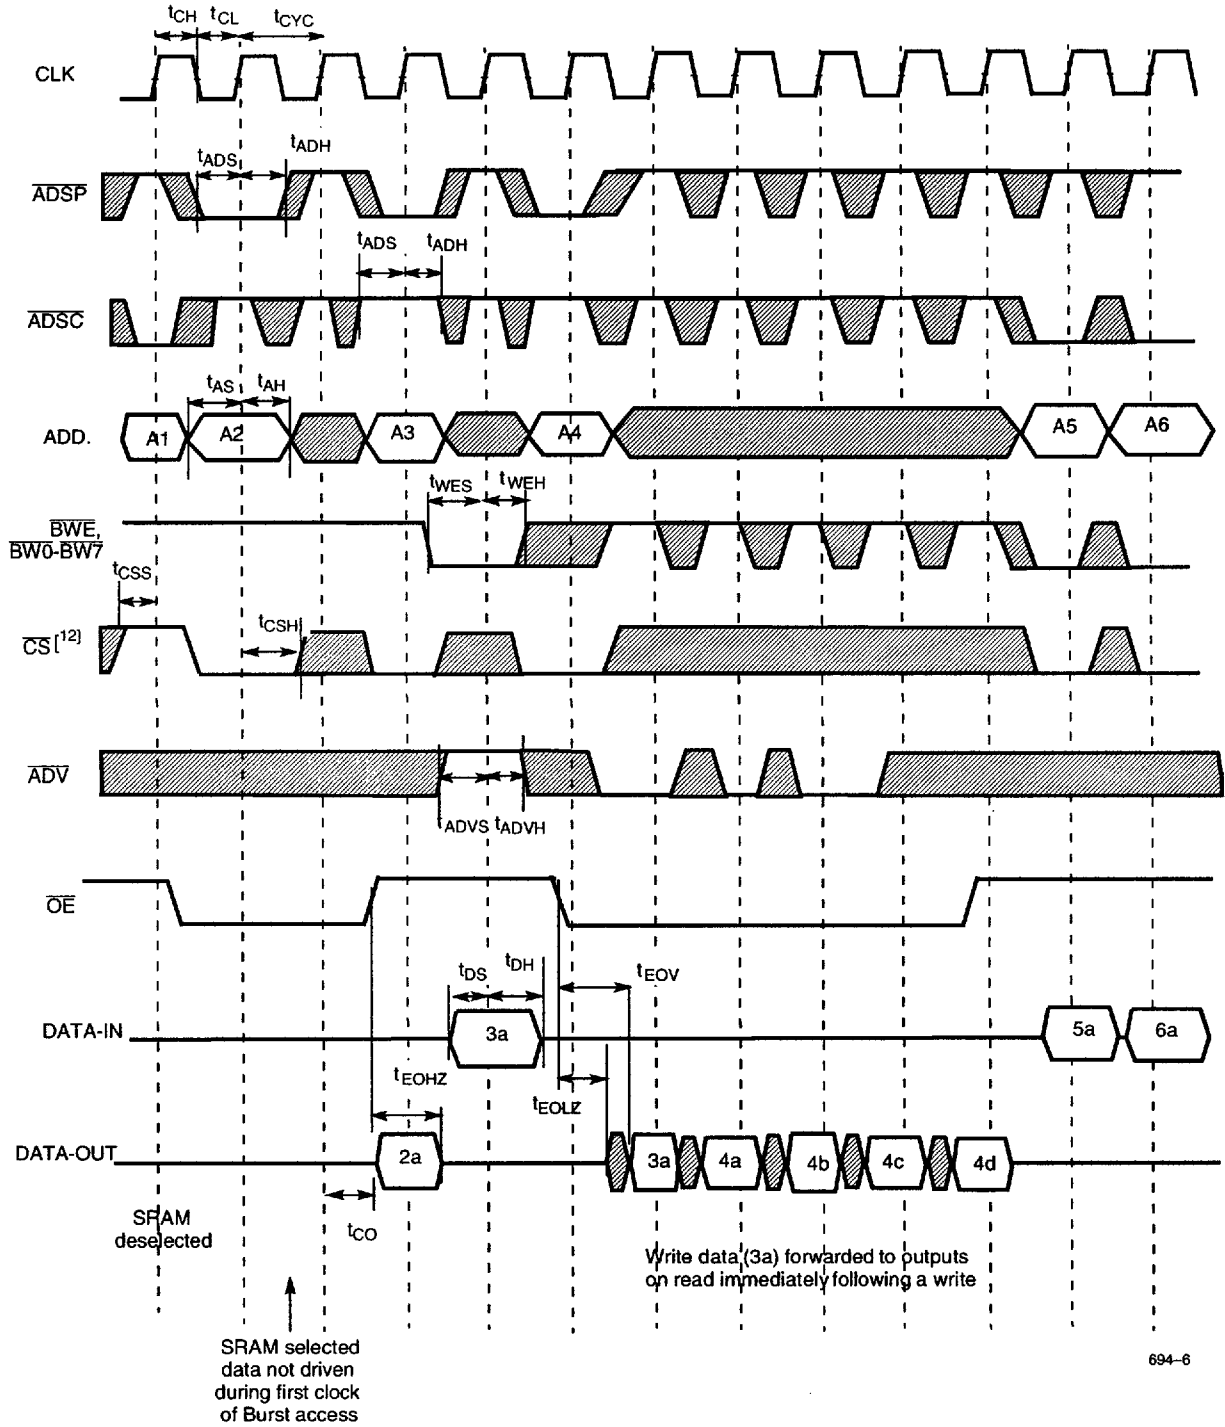 tCH tCL tCYC
CLK
tADS tADH
ADSP
tADS tADH
ADSC
tAS tAH
ADD. A1 A2 A3 A4 A5 A6
tWES tWEH
BWE,
BW0-BW7
tCSS
tCSH
CS[12]
ADV
ADVS tADVH
OE
tDS tDH tEOV
DATA-IN 3a 5a 6a
tEOHZ tEOLZ
DATA-OUT 2a 3a 4a 4b 4c 4d
tCO
SRAM
deselected
Write data (3a) forwarded to outputs
on read immediately following a write
SRAM selected
data not driven
during first clock
of Burst access
694–6